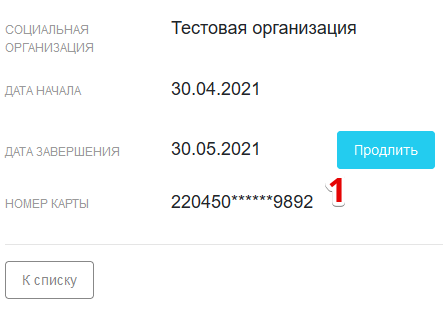 СОЦИАЛЬНАЯ Тестовая организация
ОРГАНИЗАЦИЯ
ДАТА НАЧАЛА 30.04.2021
ДАТА ЗАВЕРШЕНИЯ 30.05.2021 Продлить
НОМЕР КАРТЫ 220450******9892 1
К списку